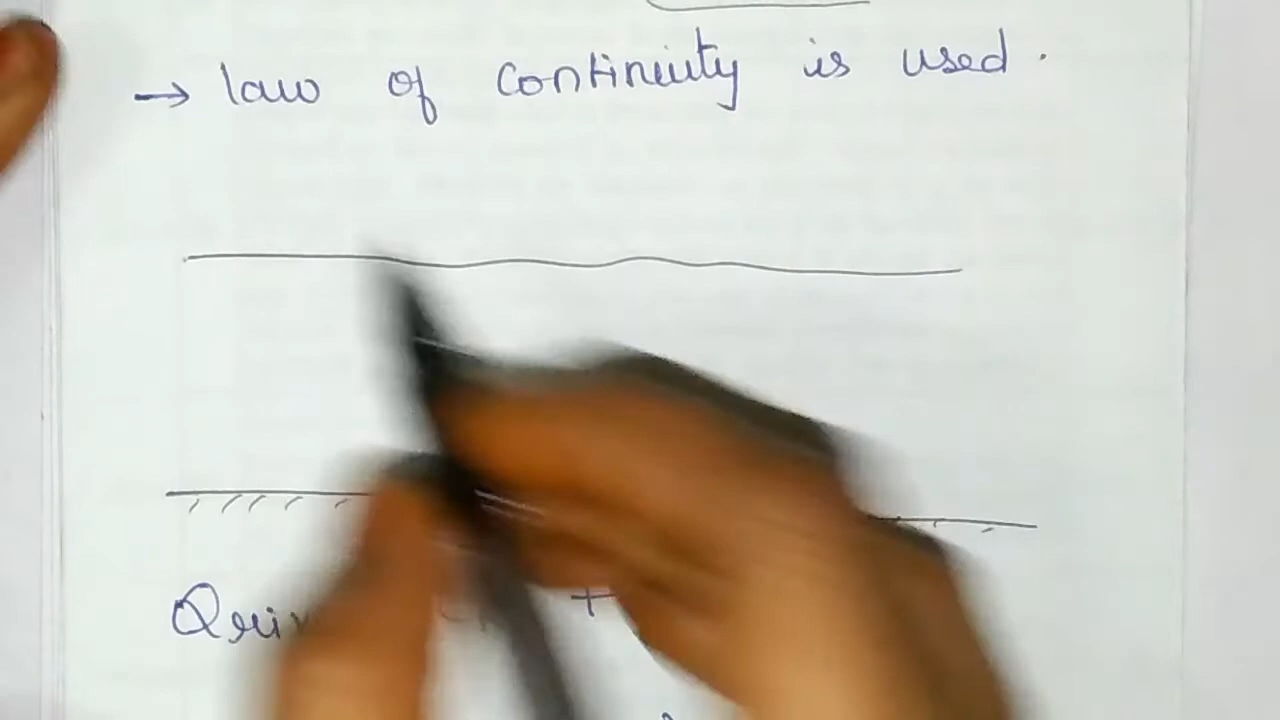 → law of continuity is used.
+